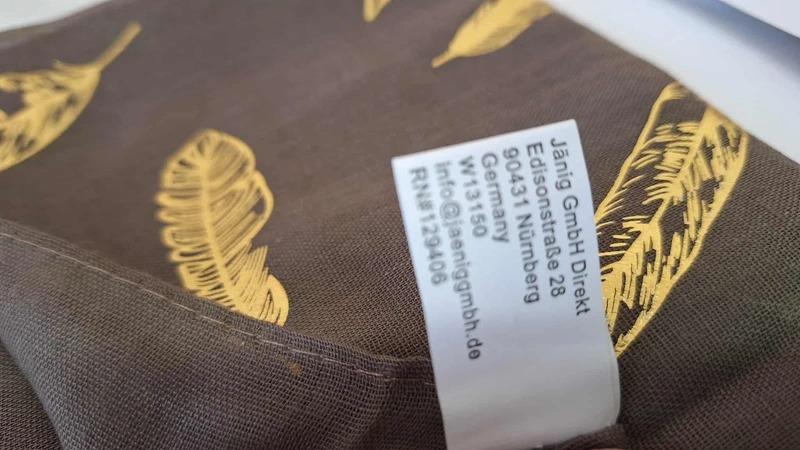 Jänig GmbH Direkt
Edisonstraße 28
90431 Nürnberg
Germany
W13150
info@jaeniggmbh.de
RN#129406